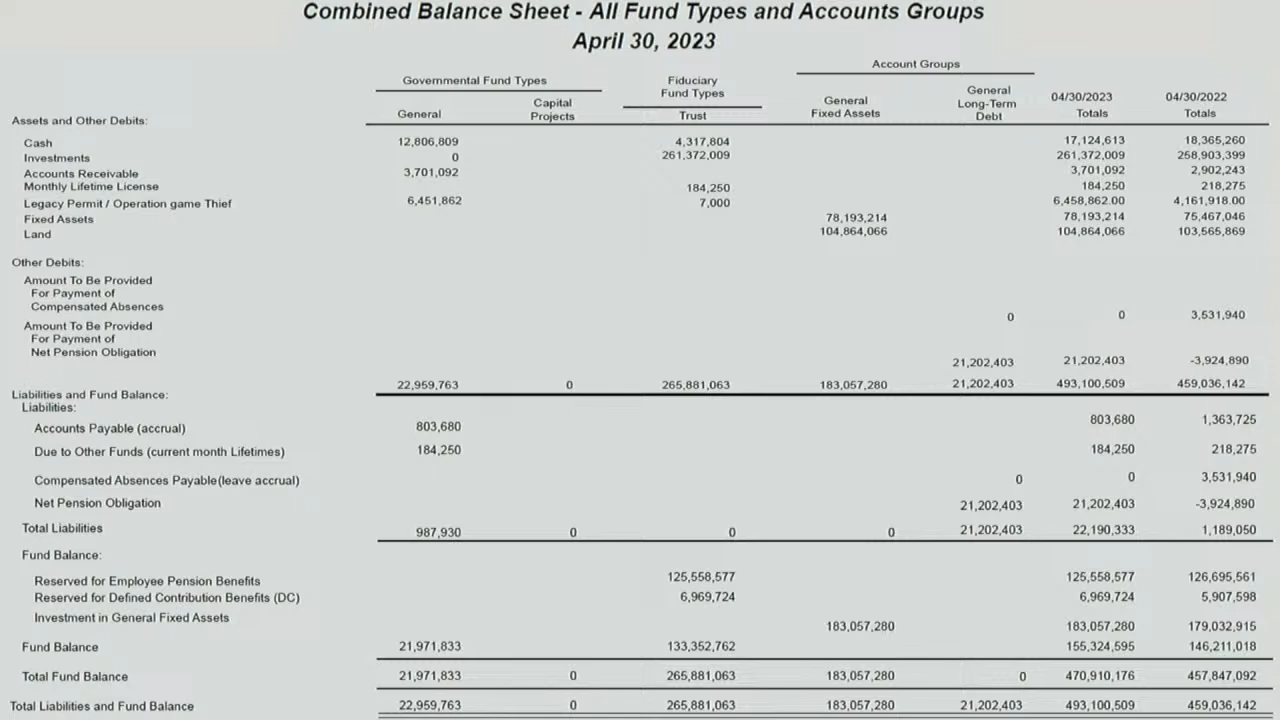 Combined Balance Sheet - All Fund Types and Accounts Groups
April 30, 2023
Account Groups
Governmental Fund Types Fiduciary Fund Types
General Capital Projects Trust General Fixed Assets General Long-Term Debt 04/30/2023 Totals 04/30/2022 Totals
Assets and Other Debits:
Cash 12,806,809 4,317,804 17,124,613 18,365,260
Investments 0 261,372,009 261,372,009 258,903,399
Accounts Receivable 3,701,092 3,701,092 2,902,243
Monthly Lifetime License 184,250 184,250 218,275
Legacy Permit / Operation game Thief 6,451,862 7,000 6,458,862.00 4,161,918.00
Fixed Assets 78,193,214 78,193,214 75,467,046
Land 104,864,066 104,864,066 103,565,869
Other Debits:
Amount To Be Provided
For Payment of
Compensated Absences 0 0 3,531,940
Amount To Be Provided
For Payment of
Net Pension Obligation 21,202,403 21,202,403 -3,924,890
22,959,763 0 265,881,063 183,057,280 21,202,403 493,100,509 459,036,142
Liabilities and Fund Balance:
Liabilities:
Accounts Payable (accrual) 803,680 803,680 1,363,725
Due to Other Funds (current month Lifetimes) 184,250 184,250 218,275
Compensated Absences Payable(leave accrual) 0 0 3,531,940
Net Pension Obligation 21,202,403 21,202,403 -3,924,890
Total Liabilities 987,930 0 0 0 21,202,403 22,190,333 1,189,050
Fund Balance:
Reserved for Employee Pension Benefits 125,558,577 125,558,577 126,695,561
Reserved for Defined Contribution Benefits (DC) 6,969,724 6,969,724 5,907,598
Investment in General Fixed Assets 183,057,280 183,057,280 179,032,915
Fund Balance 21,971,833 133,352,762 155,324,595 146,211,018
Total Fund Balance 21,971,833 0 265,881,063 183,057,280 0 470,910,176 457,847,092
Total Liabilities and Fund Balance 22,959,763 0 265,881,063 183,057,280 21,202,403 493,100,509 459,036,142